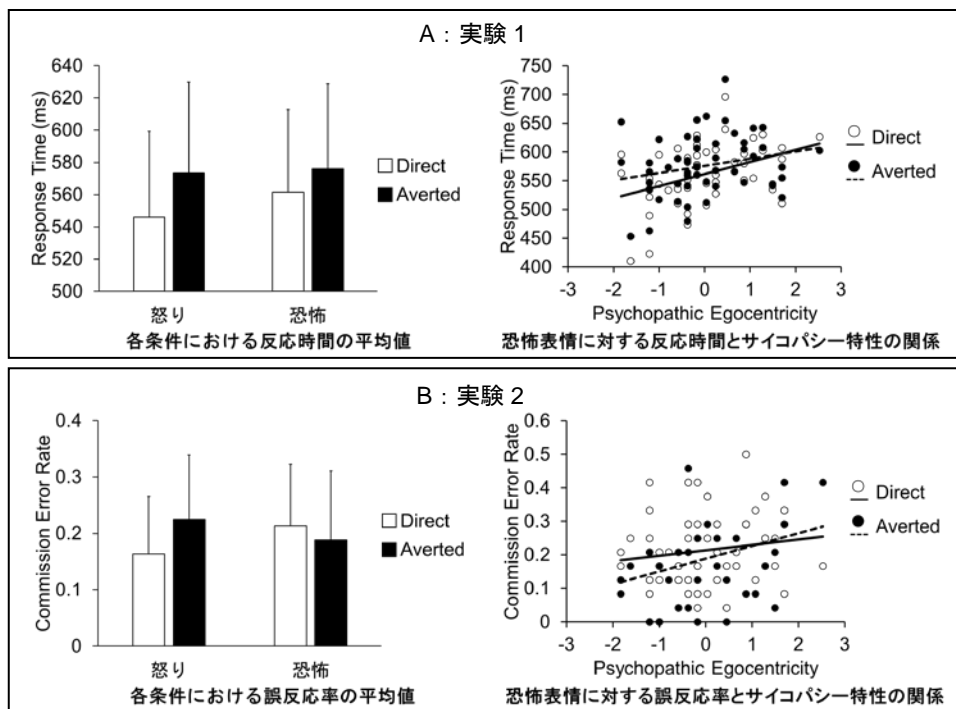 A：実験 1
Response Time (ms)
640
620
600
580
560
540
520
500
怒り
恐怖
Direct
Averted
各条件における反応時間の平均値
Response Time (ms)
750
700
650
600
550
500
450
400
-3
-2
-1
0
1
2
3
Psychopathic Egocentricity
Direct
Averted
恐怖表情に対する反応時間とサイコパシー特性の関係
B：実験 2
Commission Error Rate
0.4
0.3
0.2
0.1
0
怒り
恐怖
Direct
Averted
各条件における誤反応率の平均値
Commission Error Rate
0.6
0.5
0.4
0.3
0.2
0.1
0
-3
-2
-1
0
1
2
3
Psychopathic Egocentricity
Direct
Averted
恐怖表情に対する誤反応率とサイコパシー特性の関係